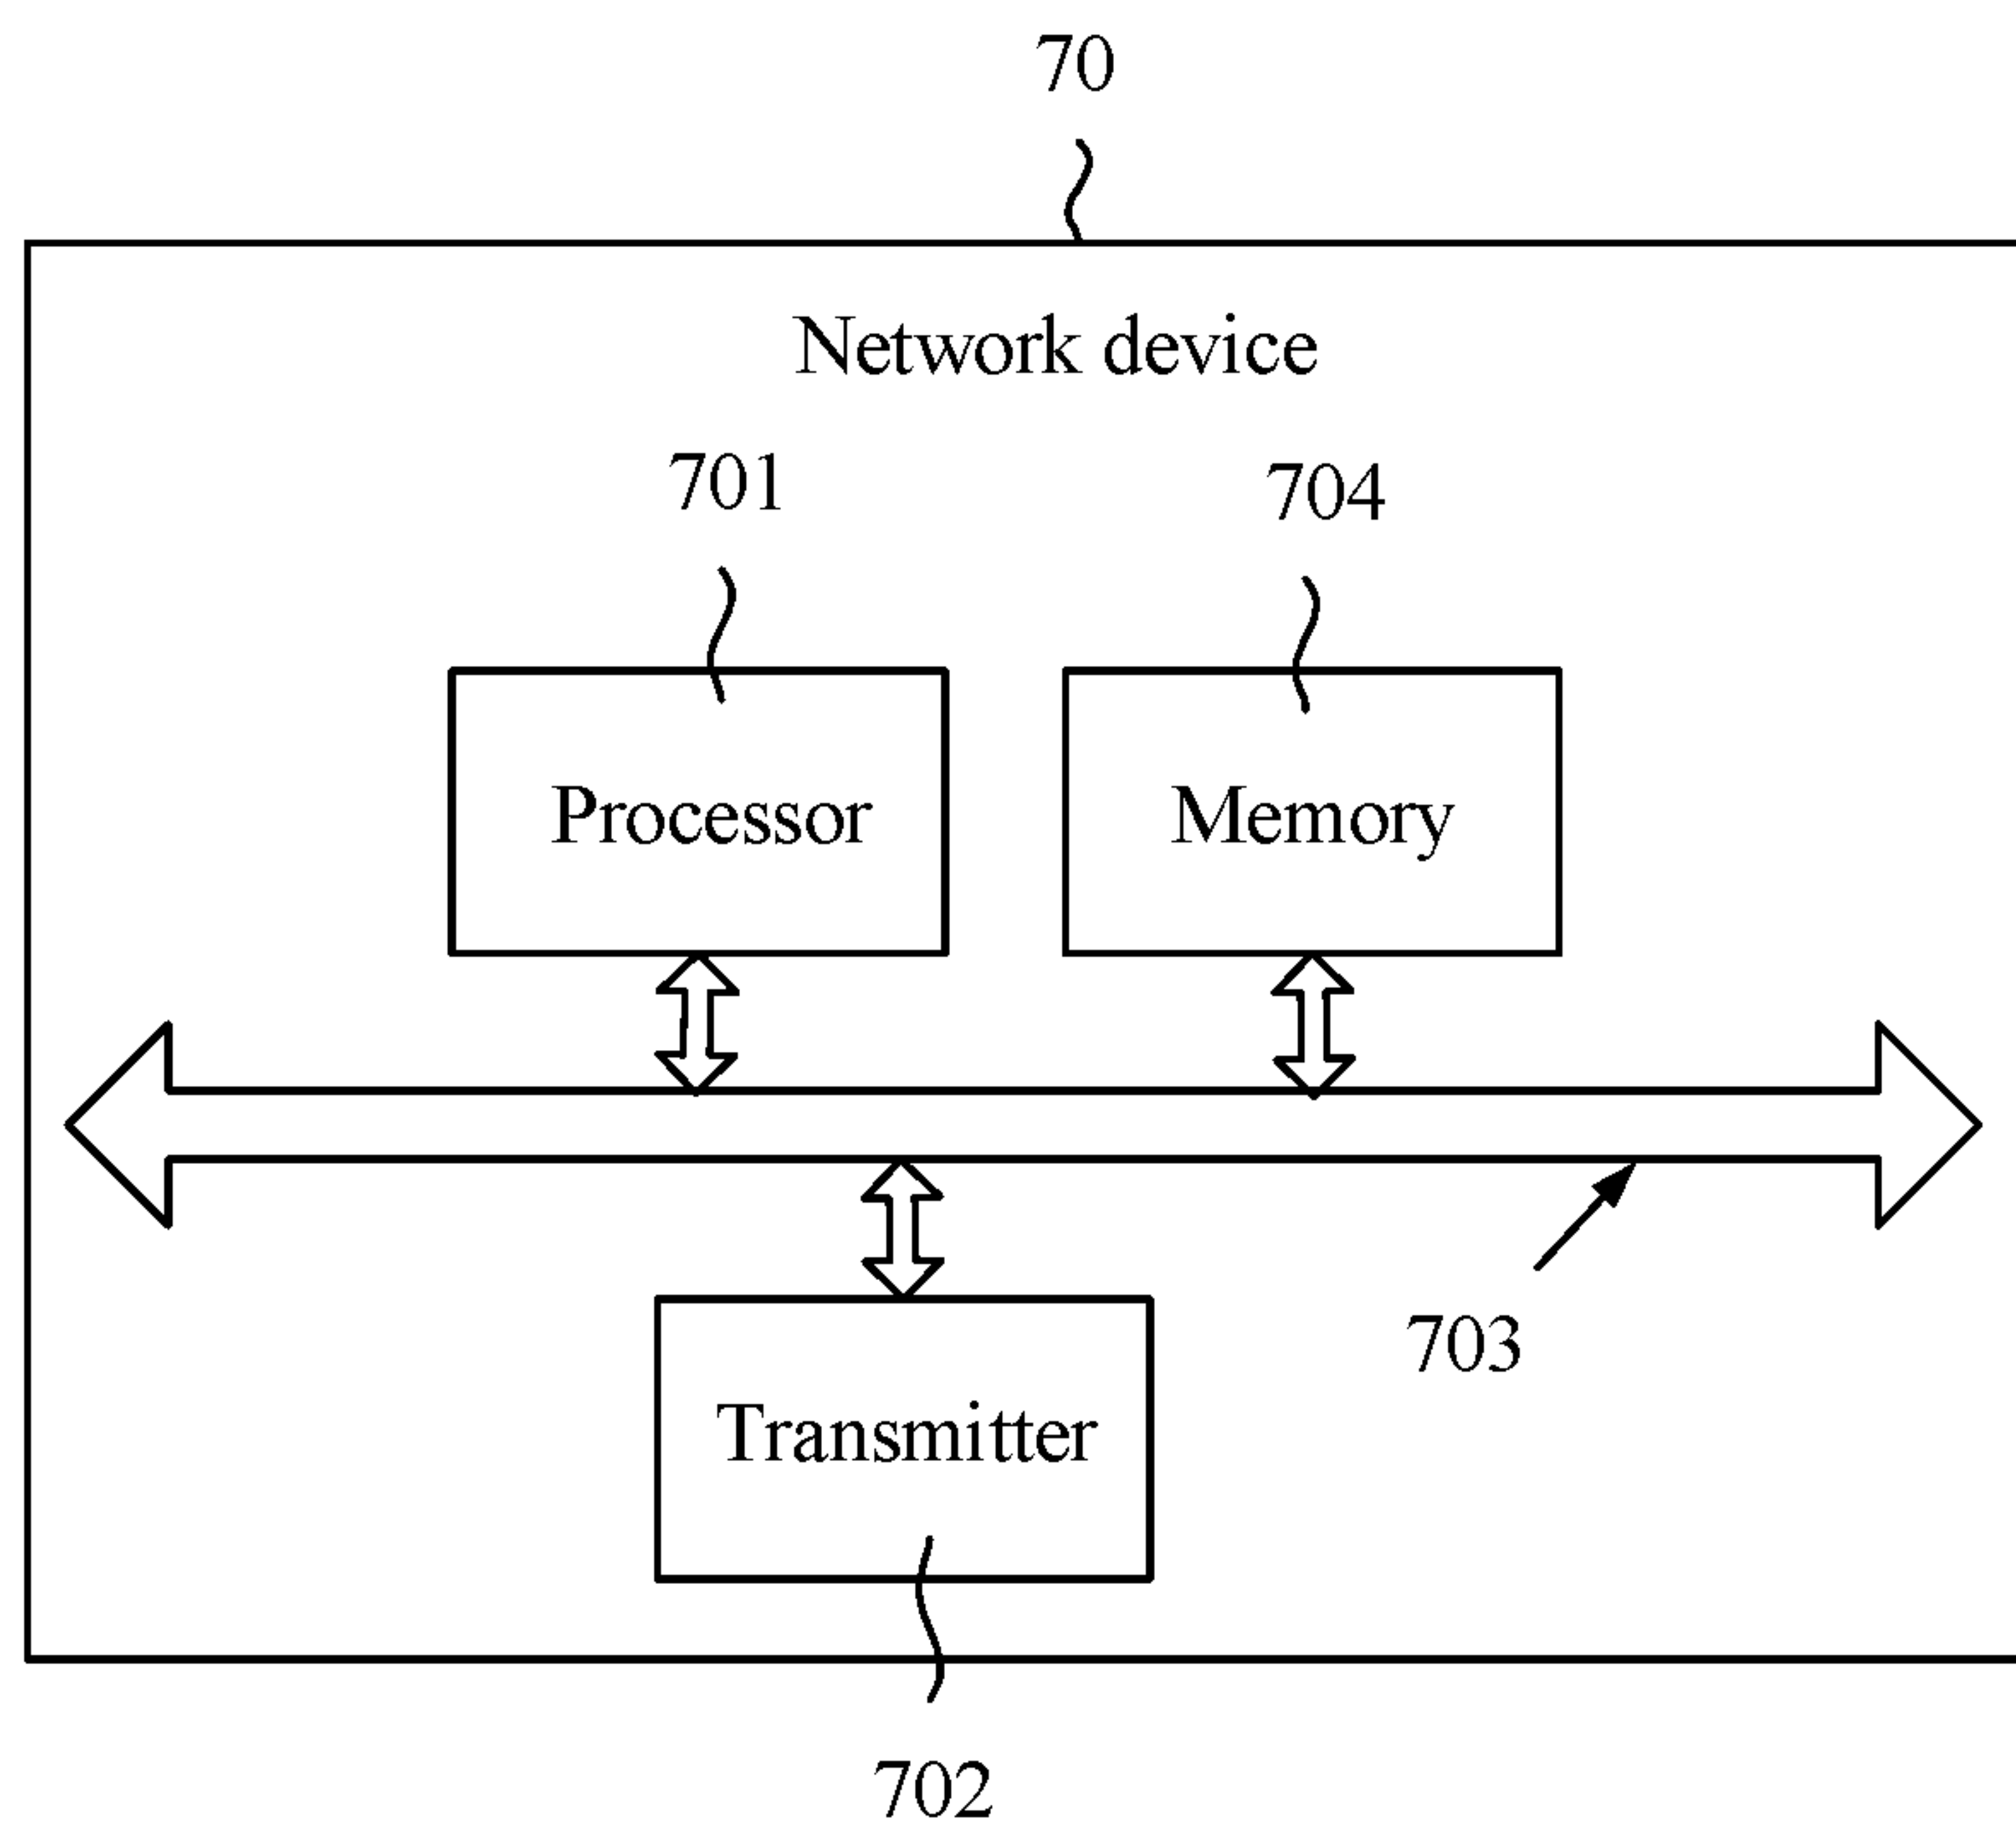 70
Network device
701
704
Processor
Memory
703
Transmitter
702